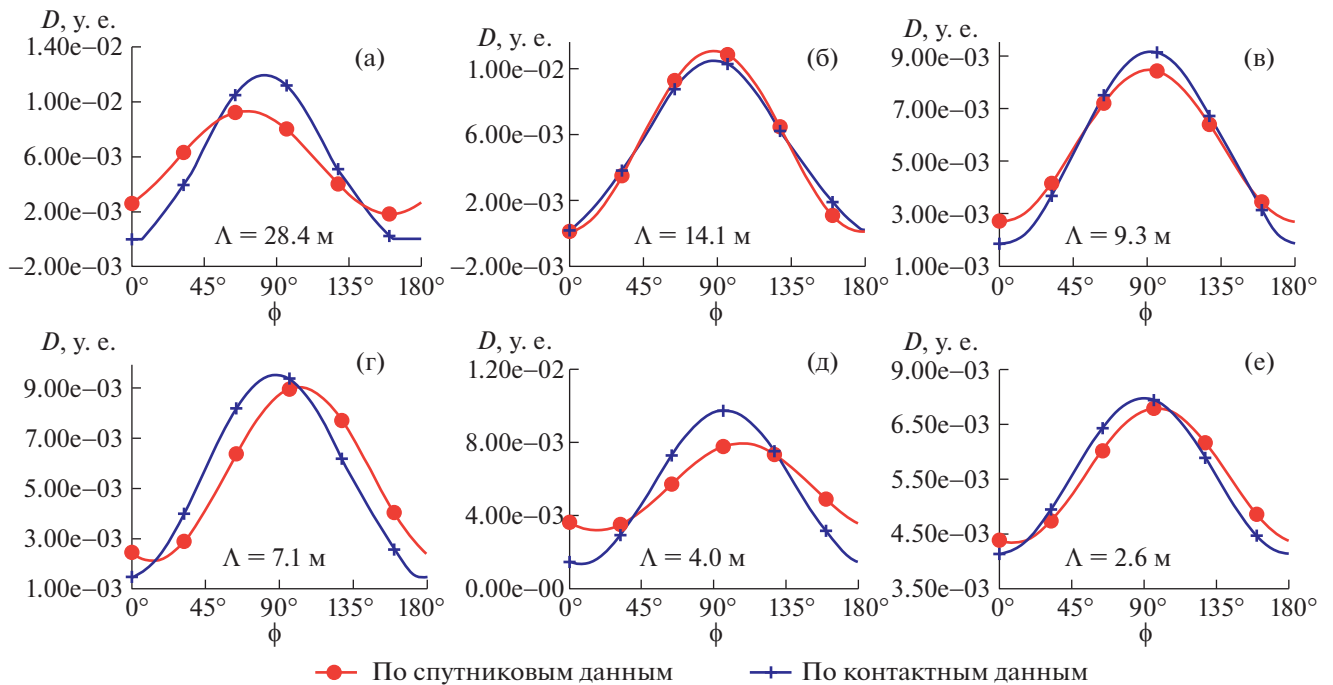 D, у. е.
(а)
1.40e–02
1.00e–02
6.00e–03
2.00e–03
–2.00e–03
Λ = 28.4 м
0° 45° 90° 135° 180°
ϕ
D, у. е.
(б)
1.00e–02
6.00e–03
2.00e–03
–2.00e–03
Λ = 14.1 м
0° 45° 90° 135° 180°
ϕ
D, у. е.
(в)
9.00e–03
7.00e–03
5.00e–03
3.00e–03
1.00e–03
Λ = 9.3 м
0° 45° 90° 135° 180°
ϕ
D, у. е.
(г)
9.00e–03
7.00e–03
5.00e–03
3.00e–03
1.00e–03
Λ = 7.1 м
0° 45° 90° 135° 180°
ϕ
D, у. е.
(д)
1.20e–02
8.00e–03
4.00e–03
0.00e–00
Λ = 4.0 м
0° 45° 90° 135° 180°
ϕ
D, у. е.
(е)
9.00e–03
6.50e–03
5.50e–03
4.50e–03
3.50e–03
Λ = 2.6 м
0° 45° 90° 135° 180°
ϕ
По спутниковым данным
По контактным данным